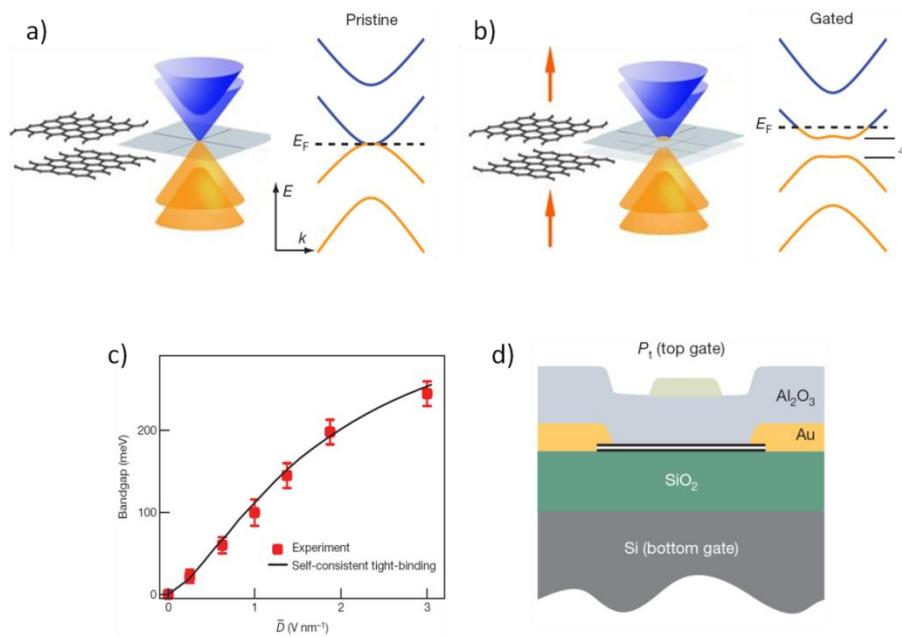 a)
Pristine
E_F
E
k
b)
Gated
E_F
c)
Bandgap (meV)
200
100
0
Experiment
Self-consistent tight-binding
0
1
2
3
D̄ (V nm⁻¹)
d)
Pₜ (top gate)
Al₂O₃
Au
SiO₂
Si (bottom gate)